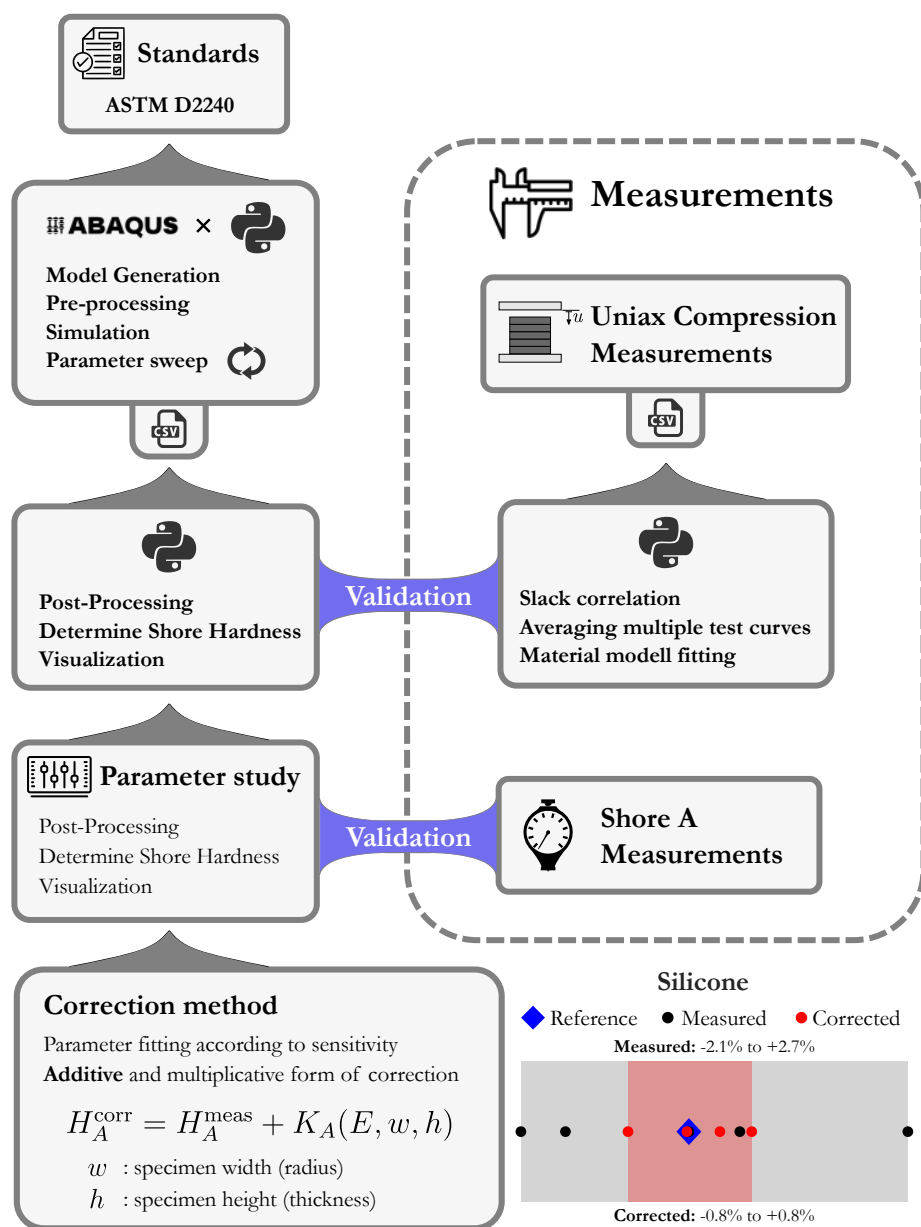 Standards
ASTM D2240
ABAQUS ×
Model Generation
Pre-processing
Simulation
Parameter sweep
CSV
Post-Processing
Determine Shore Hardness
Visualization
Validation
Measurements
u
Uniax Compression
Measurements
CSV
Slack correlation
Averaging multiple test curves
Material modell fitting
Parameter study
Post-Processing
Determine Shore Hardness
Visualization
Validation
Shore A
Measurements
Correction method
Parameter fitting according to sensitivity
Additive and multiplicative form of correction
H_A^corr = H_A^meas + K_A(E, w, h)
w : specimen width (radius)
h : specimen height (thickness)
Silicone
Reference Measured Corrected
Measured: -2.1% to +2.7%
Corrected: -0.8% to +0.8%